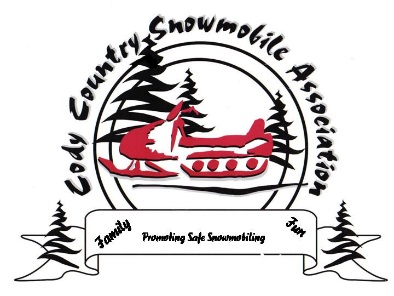 Cody Country Snowmobile Association
Family
Promoting Safe Snowmobiling
Fun